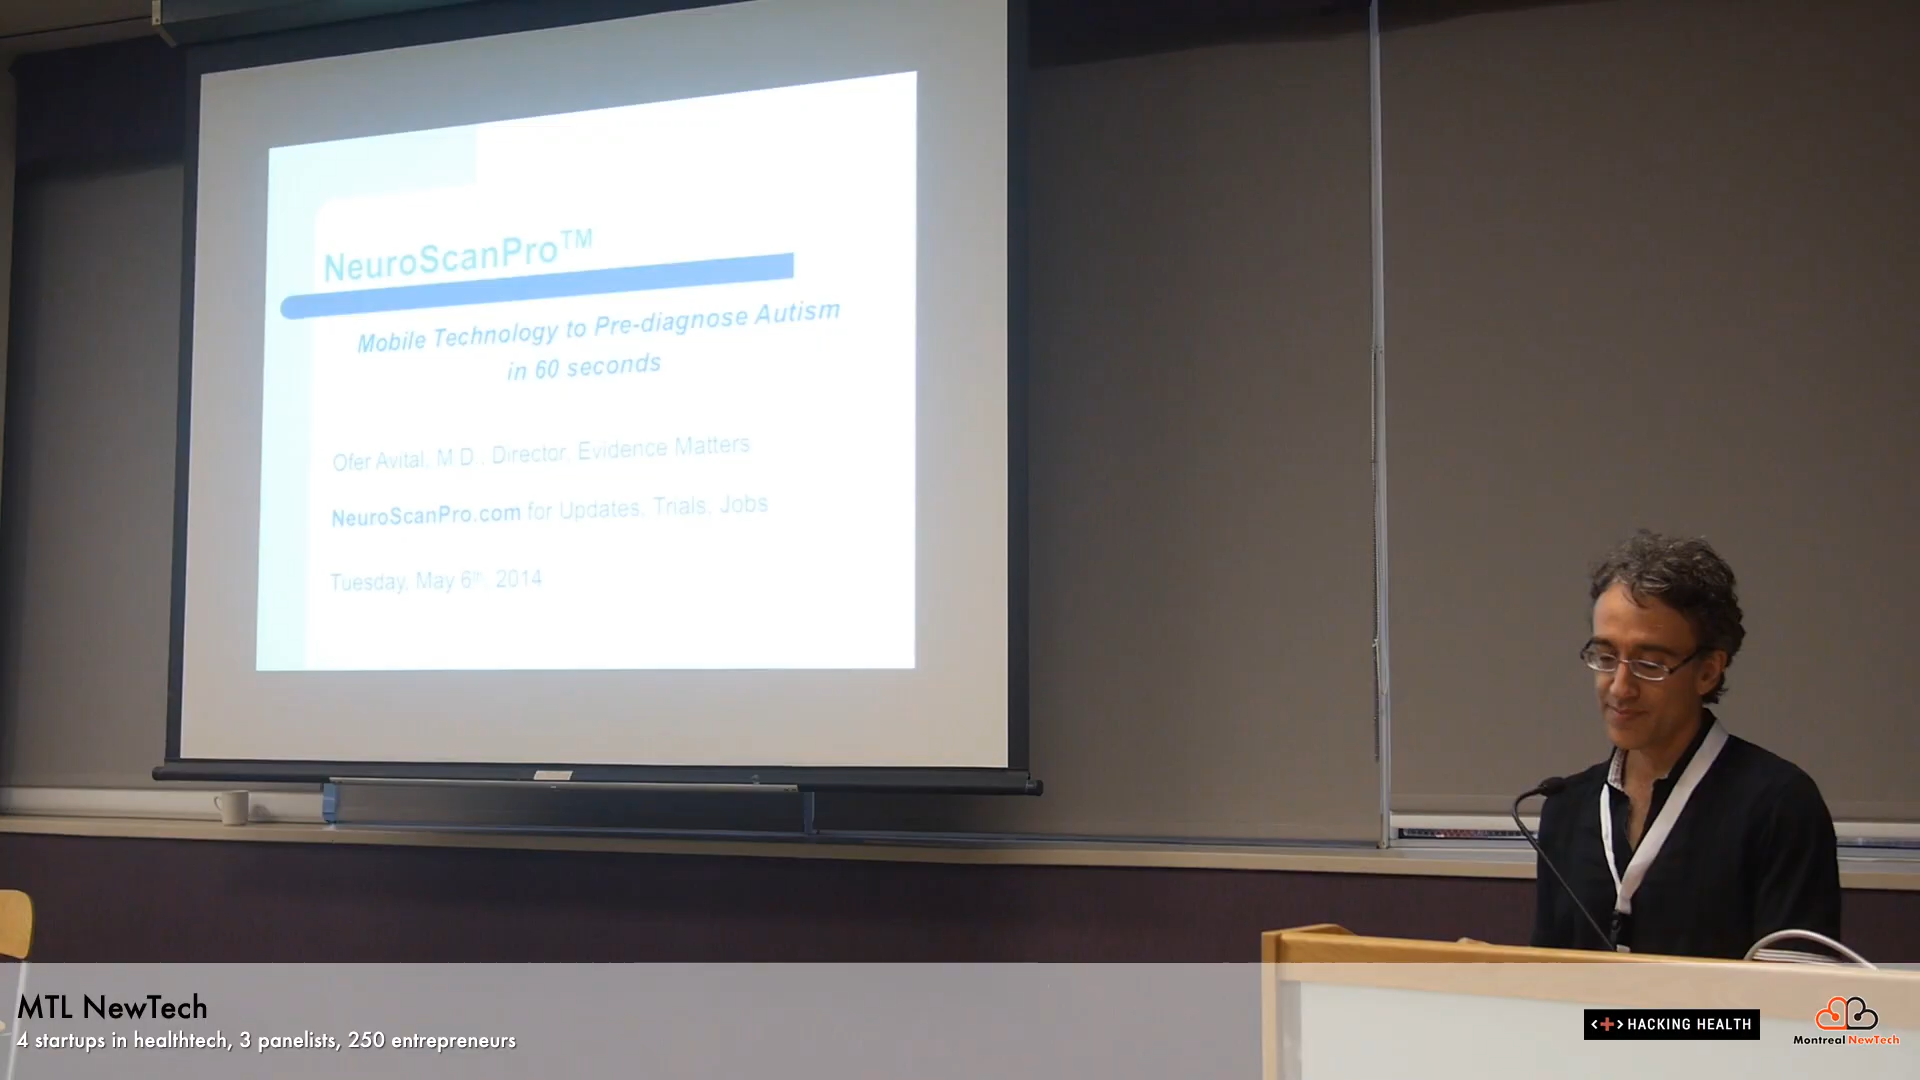 NeuroScanPro™
Mobile Technology to Pre-diagnose Autism
in 60 seconds
Ofer Avital, M.D., Director, Evidence Matters
NeuroScanPro.com for Updates, Trials, Jobs
Tuesday, May 6th, 2014
MTL NewTech
4 startups in healthtech, 3 panelists, 250 entrepreneurs
<+> HACKING HEALTH
Montreal NewTech